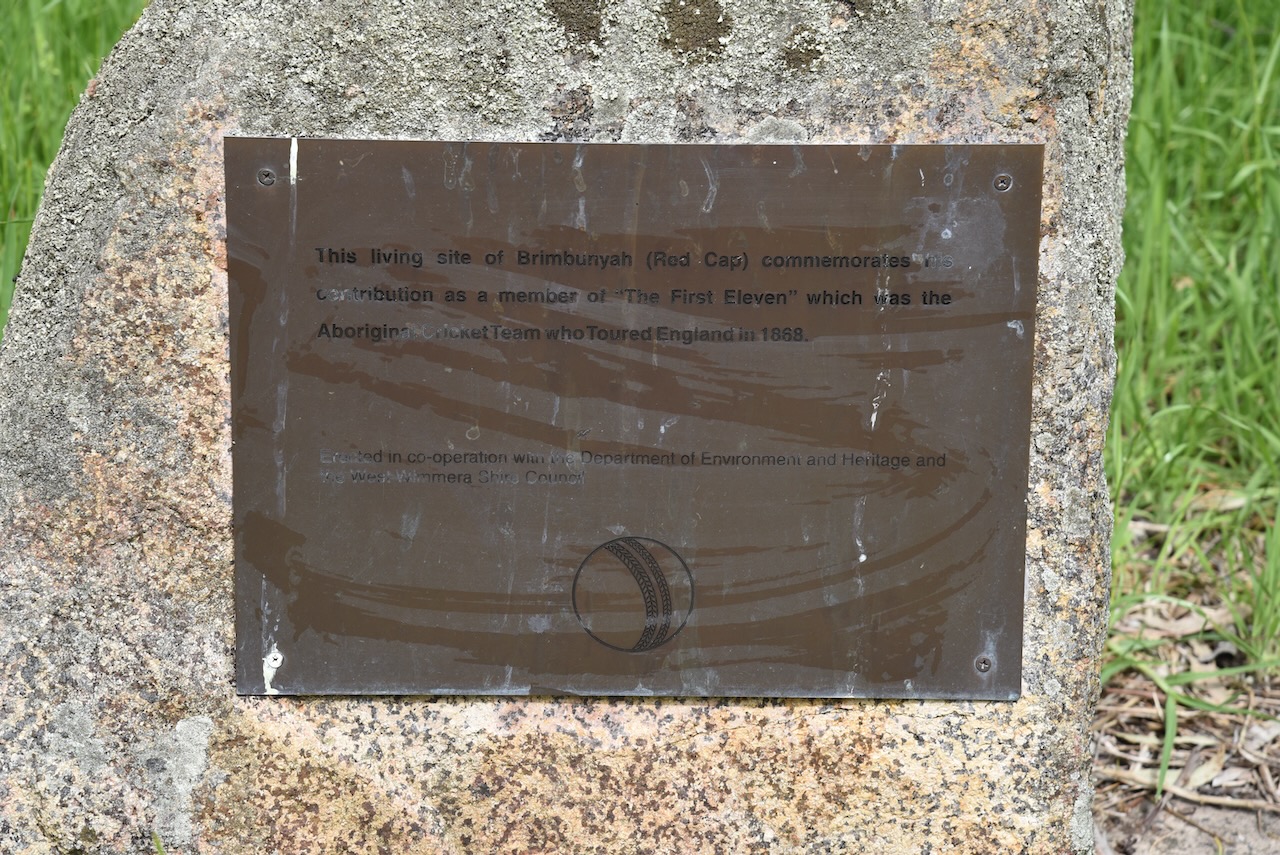 This living site of Brimbunyah (Red Cap) commemorates his
contribution as a member of "The First Eleven" which was the
Aboriginal Cricket Team who Toured England in 1868.
Erected in co-operation with the Department of Environment and Heritage and
the West Wimmera Shire Council